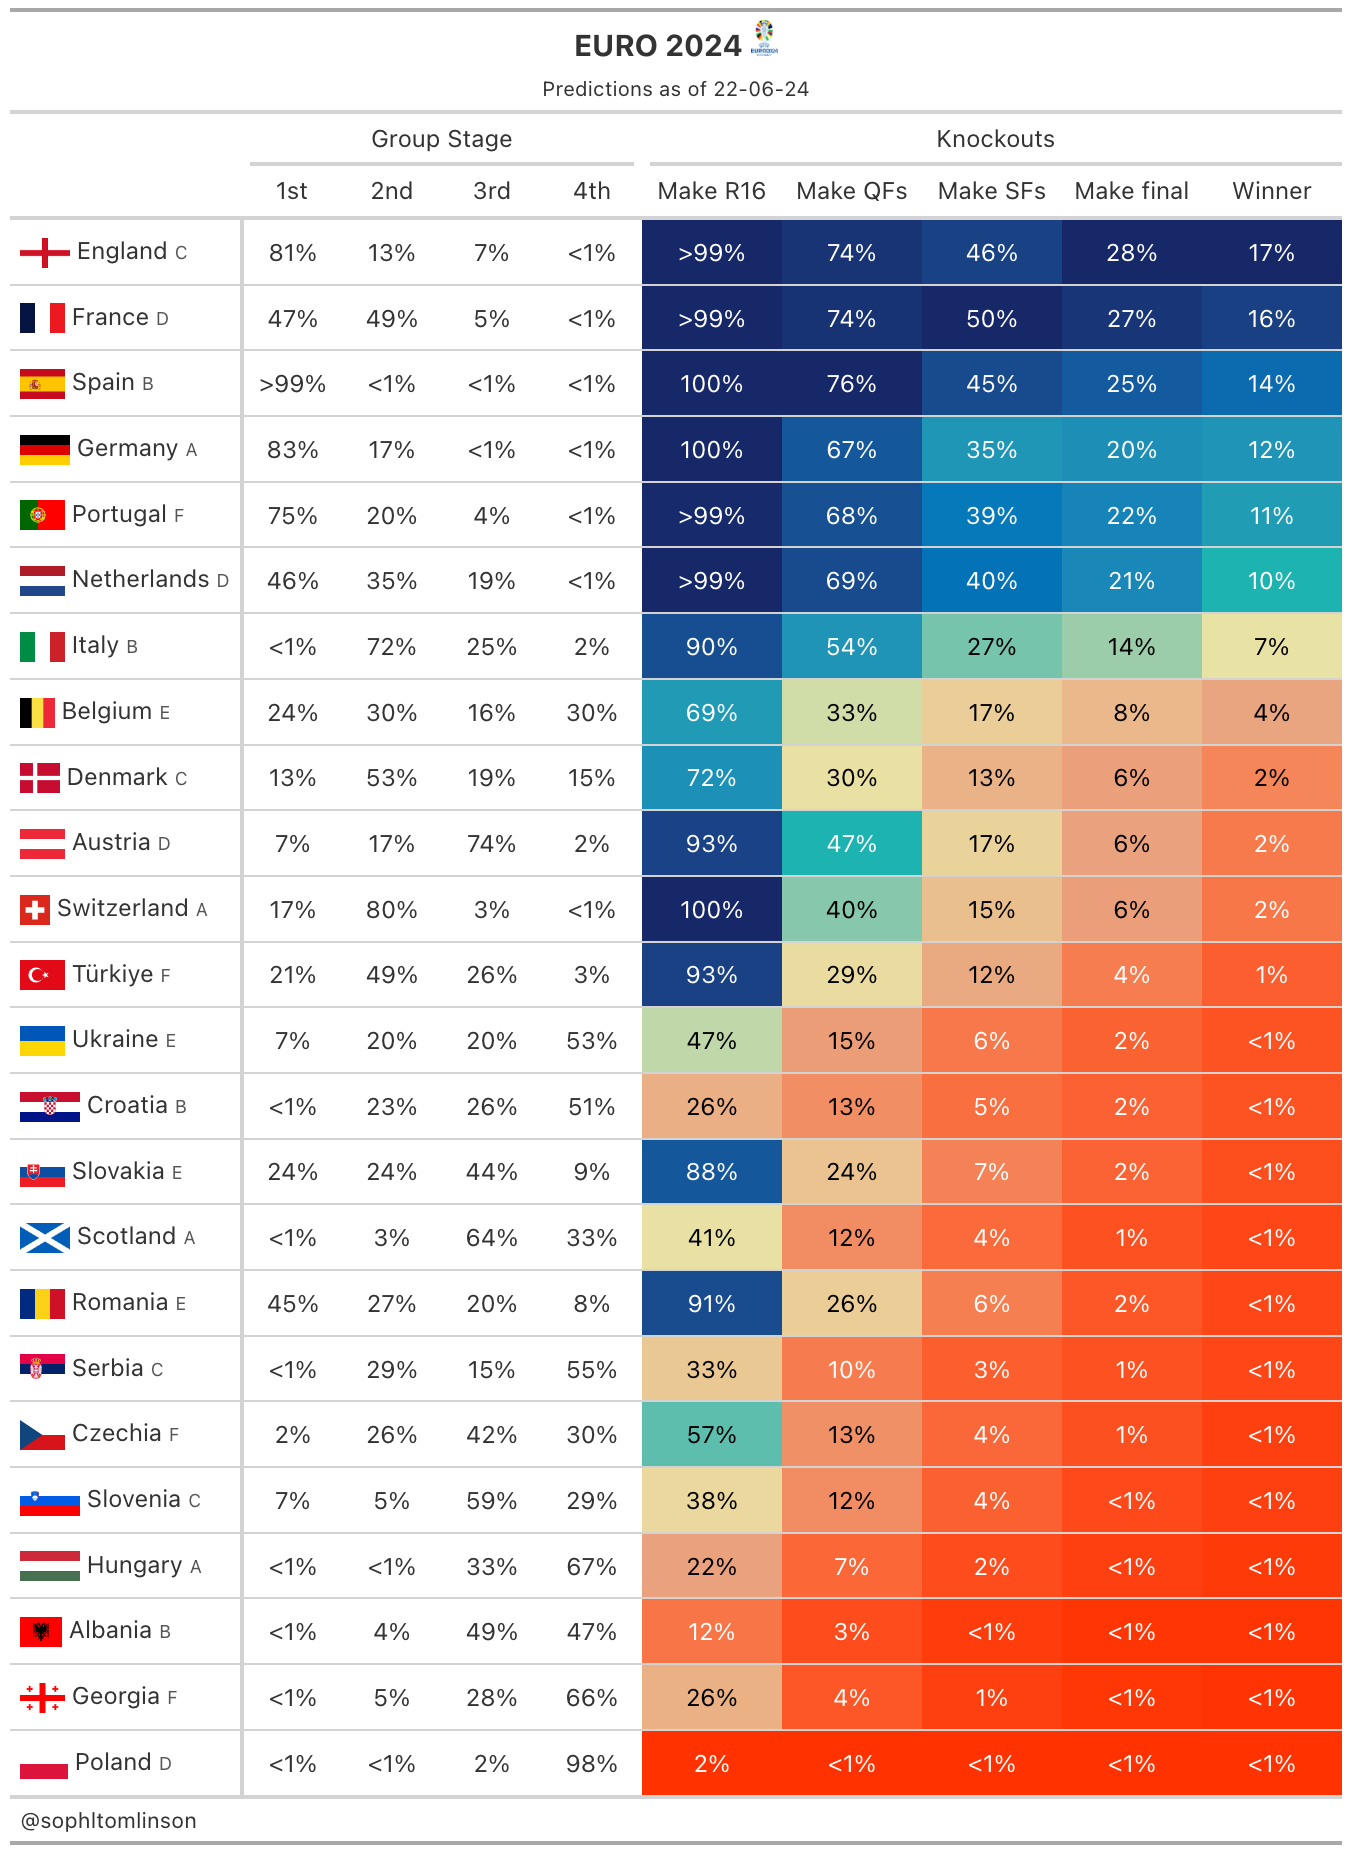 EURO 2024
EURO2024
Predictions as of 22-06-24
Group Stage Knockouts
1st 2nd 3rd 4th Make R16 Make QFs Make SFs Make final Winner
England C 81% 13% 7% <1% >99% 74% 46% 28% 17%
France D 47% 49% 5% <1% >99% 74% 50% 27% 16%
Spain B >99% <1% <1% <1% 100% 76% 45% 25% 14%
Germany A 83% 17% <1% <1% 100% 67% 35% 20% 12%
Portugal F 75% 20% 4% <1% >99% 68% 39% 22% 11%
Netherlands D 46% 35% 19% <1% >99% 69% 40% 21% 10%
Italy B <1% 72% 25% 2% 90% 54% 27% 14% 7%
Belgium E 24% 30% 16% 30% 69% 33% 17% 8% 4%
Denmark C 13% 53% 19% 15% 72% 30% 13% 6% 2%
Austria D 7% 17% 74% 2% 93% 47% 17% 6% 2%
Switzerland A 17% 80% 3% <1% 100% 40% 15% 6% 2%
Türkiye F 21% 49% 26% 3% 93% 29% 12% 4% 1%
Ukraine E 7% 20% 20% 53% 47% 15% 6% 2% <1%
Croatia B <1% 23% 26% 51% 26% 13% 5% 2% <1%
Slovakia E 24% 24% 44% 9% 88% 24% 7% 2% <1%
Scotland A <1% 3% 64% 33% 41% 12% 4% 1% <1%
Romania E 45% 27% 20% 8% 91% 26% 6% 2% <1%
Serbia C <1% 29% 15% 55% 33% 10% 3% 1% <1%
Czechia F 2% 26% 42% 30% 57% 13% 4% 1% <1%
Slovenia C 7% 5% 59% 29% 38% 12% 4% <1% <1%
Hungary A <1% <1% 33% 67% 22% 7% 2% <1% <1%
Albania B <1% 4% 49% 47% 12% 3% <1% <1% <1%
Georgia F <1% 5% 28% 66% 26% 4% 1% <1% <1%
Poland D <1% <1% 2% 98% 2% <1% <1% <1% <1%
@sophltomlinson